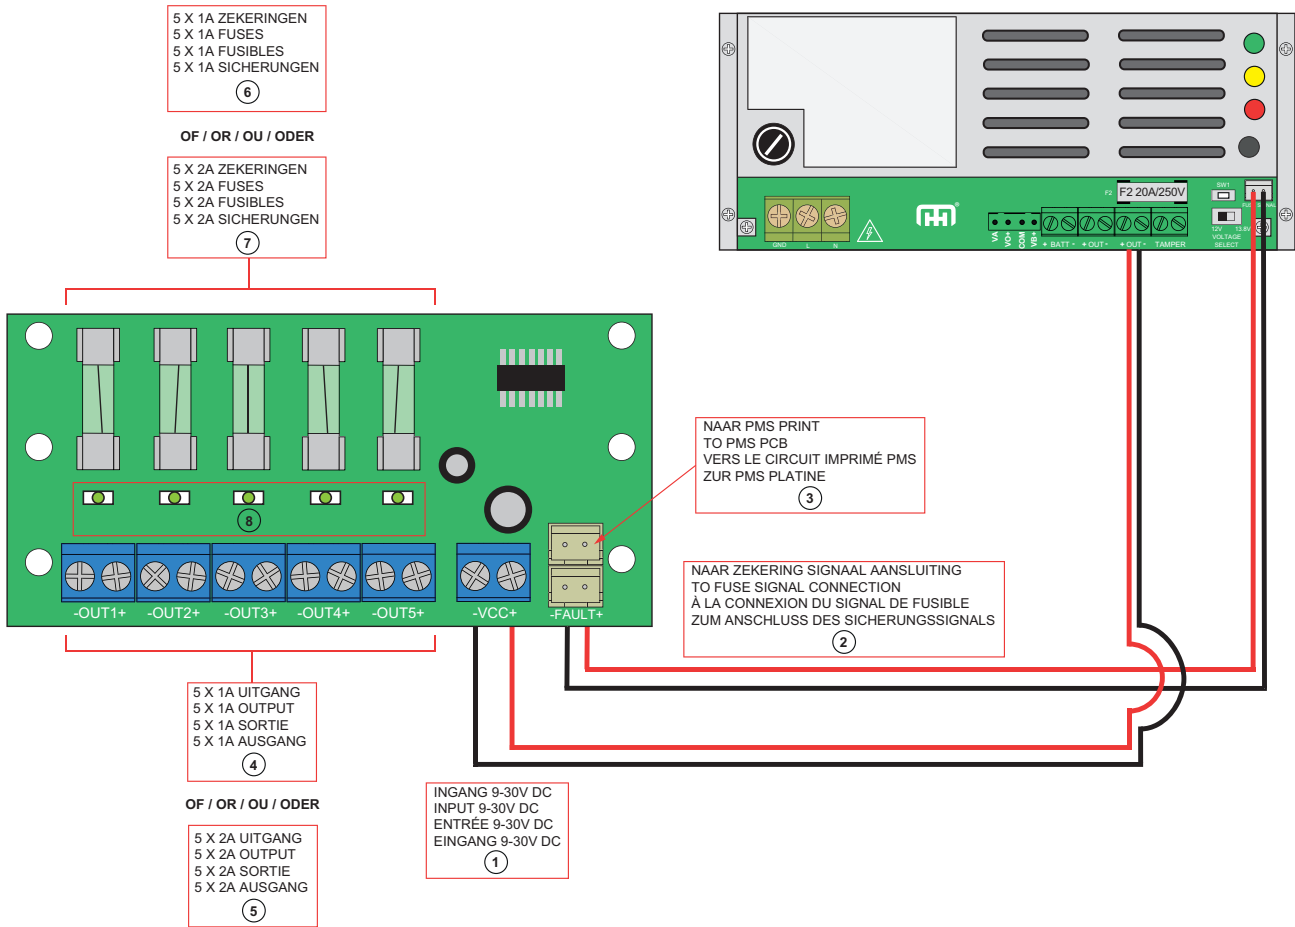 5 X 1A ZEKERINGEN
5 X 1A FUSES
5 X 1A FUSIBLES
5 X 1A SICHERUNGEN
6
OF / OR / OU / ODER
5 X 2A ZEKERINGEN
5 X 2A FUSES
5 X 2A FUSIBLES
5 X 2A SICHERUNGEN
7
F2
F2 20A/250V
SW1
FUSE SIGNAL
12V 13.8V
VOLTAGE
SELECT
GND L N
VA
VO+
COM
VB+
+ BATT - + OUT - + OUT - TAMPER
8
-OUT1+ -OUT2+ -OUT3+ -OUT4+ -OUT5+ -VCC+ -FAULT+
NAAR PMS PRINT
TO PMS PCB
VERS LE CIRCUIT IMPRIMÉ PMS
ZUR PMS PLATINE
3
NAAR ZEKERING SIGNAAL AANSLUITING
TO FUSE SIGNAL CONNECTION
À LA CONNEXION DU SIGNAL DE FUSIBLE
ZUM ANSCHLUSS DES SICHERUNGSSIGNALS
2
5 X 1A UITGANG
5 X 1A OUTPUT
5 X 1A SORTIE
5 X 1A AUSGANG
4
OF / OR / OU / ODER
5 X 2A UITGANG
5 X 2A OUTPUT
5 X 2A SORTIE
5 X 2A AUSGANG
5
INGANG 9-30V DC
INPUT 9-30V DC
ENTRÉE 9-30V DC
EINGANG 9-30V DC
1